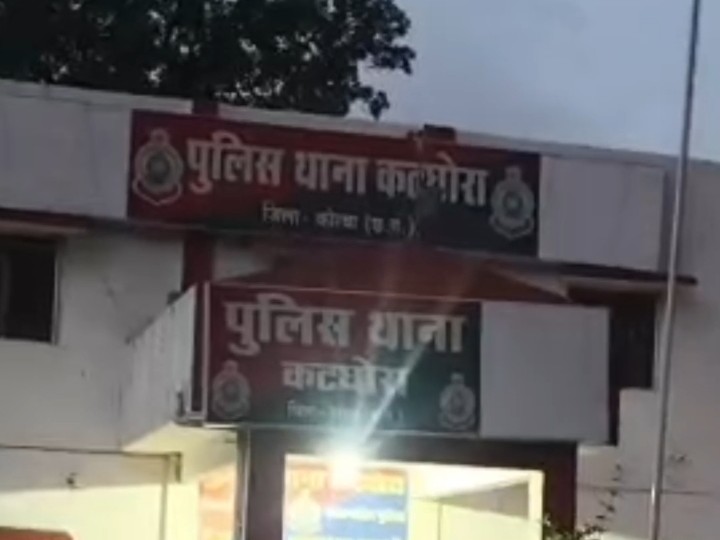 पुलिस थाना कटघोरा
जिला - कोरबा (छ.ग.)
पुलिस थाना
कटघोरा
जिला -